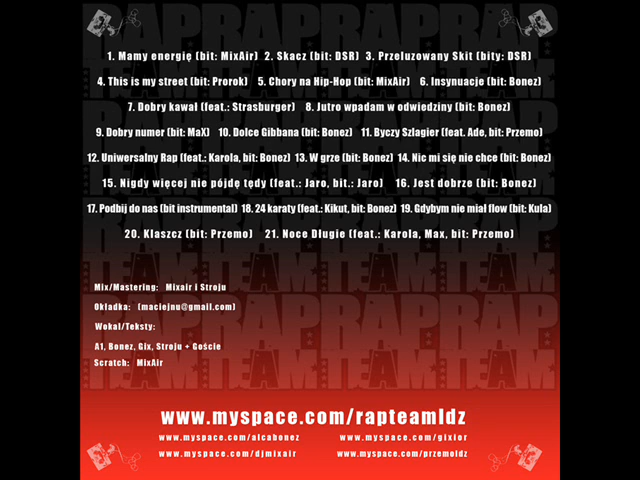 1. Mamy energię (bit: MixAir) 2. Skacz (bit: DSR) 3. Przeluzowany Skit (bity: DSR)
4. This is my street (bit: Prorok) 5. Chory na Hip-Hop (bit: MixAir) 6. Insynuacje (bit: Bonez)
7. Dobry kawał (feat.: Strasburger) 8. Jutro wpadam w odwiedziny (bit: Bonez)
9. Dobry numer (bit: MaX) 10. Dolce Gibbana (bit: Bonez) 11. Byczy Szlagier (feat. Ade, bit: Przemo)
12. Uniwersalny Rap (feat.: Karola, bit: Bonez) 13. W grze (bit: Bonez) 14. Nic mi się nie chce (bit: Bonez)
15. Nigdy więcej nie pójdę tędy (feat.: Jaro, bit.: Jaro) 16. Jest dobrze (bit: Bonez)
17. Podbij do nas (bit instrumental) 18. 24 karaty (feat.: Kikut, bit: Bonez) 19. Gdybym nie miał flow (bit: Kula)
20. Klaszcz (bit: Przemo) 21. Noce Długie (feat.: Karola, Max, bit: Przemo)
Mix/Mastering: Mixair i Stroju
Okładka: (maciejnu@gmail.com)
Wokal/Teksty:
A1, Bonez, Gix, Stroju + Goście
Scratch: MixAir
www.myspace.com/rapteamldz
www.myspace.com/alcabonez www.myspace.com/gixior
www.myspace.com/djmixair www.myspace.com/przemoldz
RAP RAP RAP
TEAM TEAM TEAM